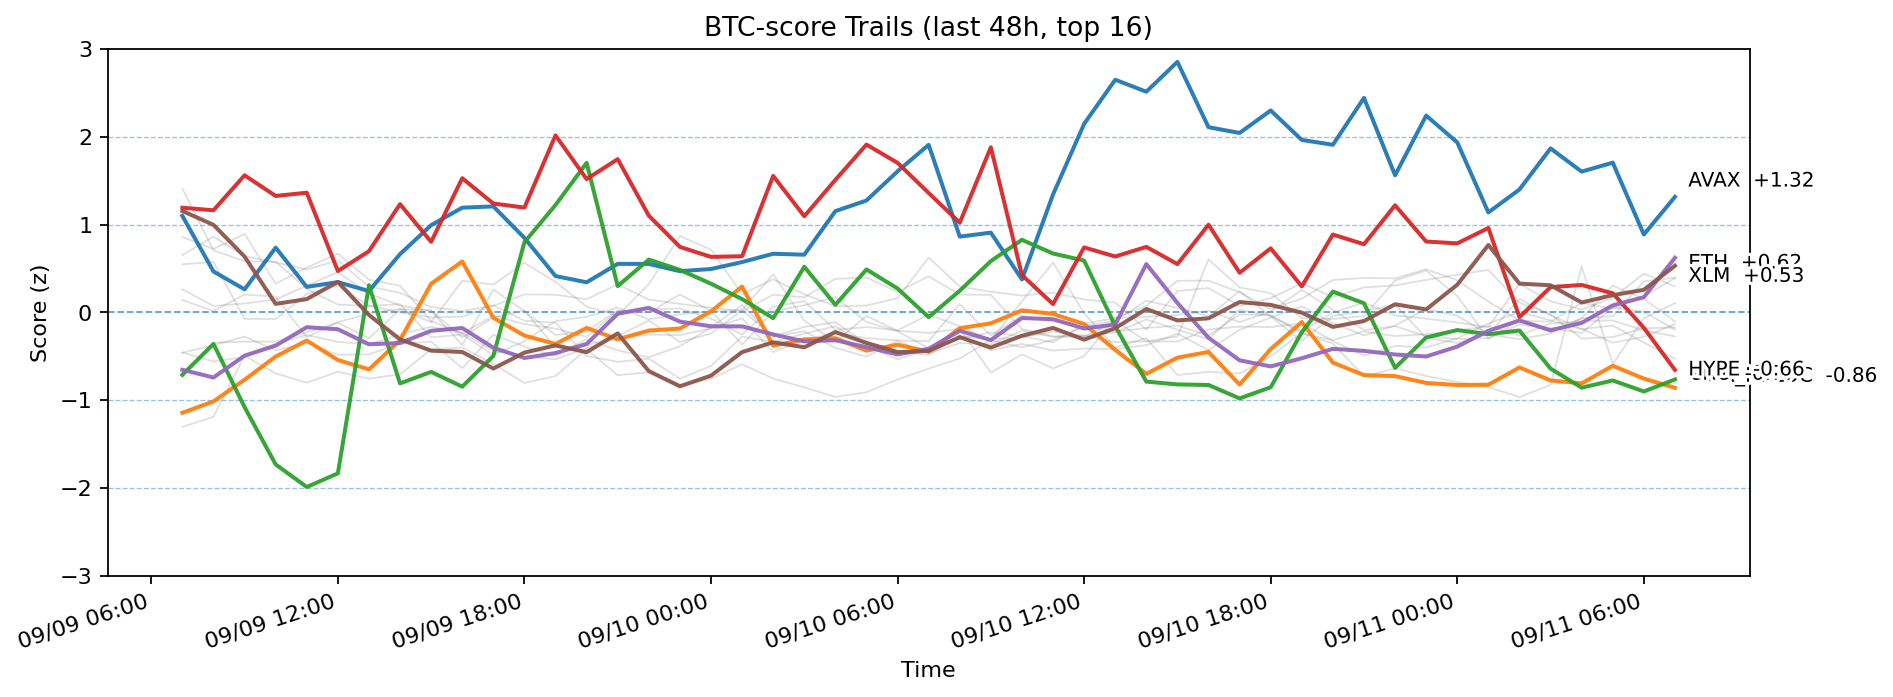 BTC-score Trails (last 48h, top 16)
3
2
1
0
−1
−2
−3
Score (z)
AVAX +1.32
ETH +0.62
XLM +0.53
HYPE −0.66
-0.86
09/09 06:00
09/09 12:00
09/09 18:00
09/10 00:00
09/10 06:00
09/10 12:00
09/10 18:00
09/11 00:00
09/11 06:00
Time